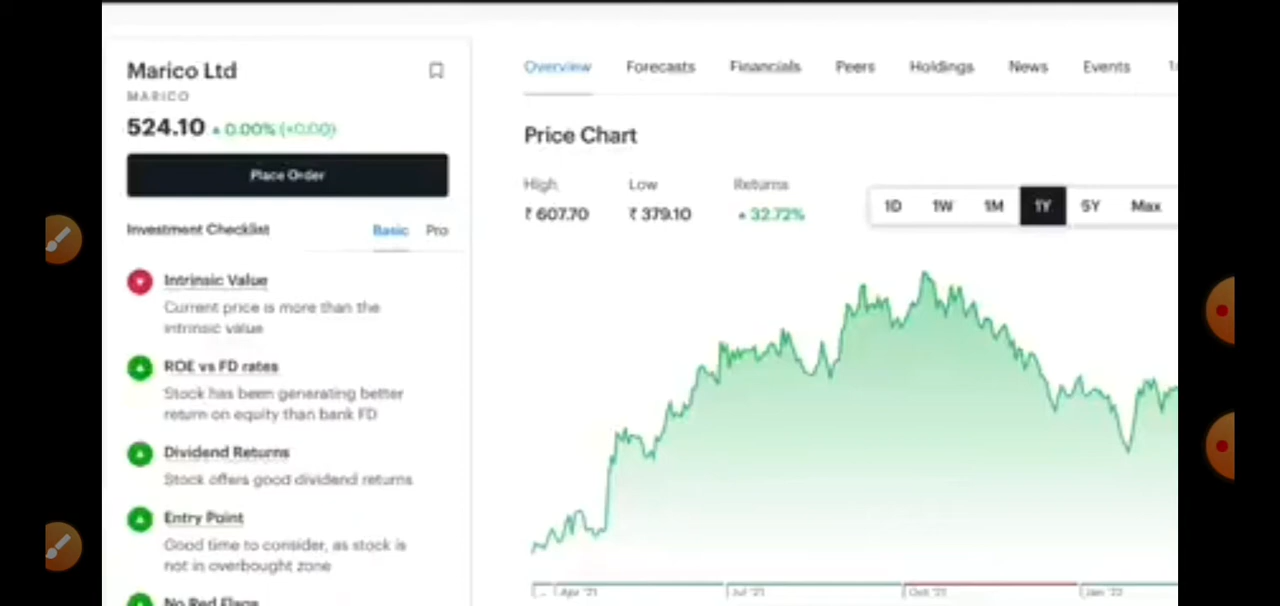 Marico Ltd
MARICO
524.10 0.00% (+0.00)
Place Order
Investment Checklist Basic Pro
Intrinsic Value
Current price is more than the
intrinsic value
ROE vs FD rates
Stock has been generating better
return on equity than bank FD
Dividend Returns
Stock offers good dividend returns
Entry Point
Good time to consider, as stock is
not in overbought zone
No Red Flags
Overview Forecasts Financials Peers Holdings News Events
Price Chart
High Low Returns
₹ 607.70 ₹ 379.10 32.72%
1D 1W 1M 1Y 5Y Max
Apr '21 Jul '21 Oct '21 Jan '22